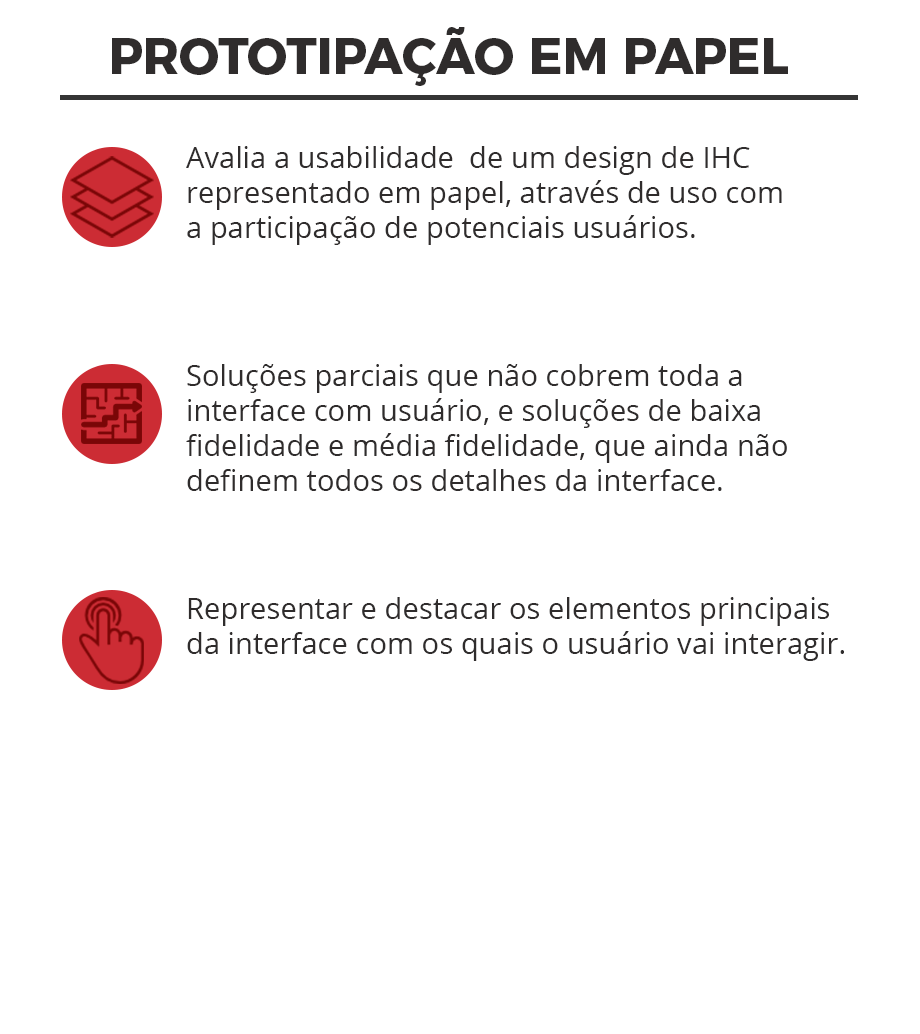 PROTOTIPAÇÃO EM PAPEL
Avalia a usabilidade  de um design de IHC
representado em papel, através de uso com
a participação de potenciais usuários.
Soluções parciais que não cobrem toda a
interface com usuário, e soluções de baixa
fidelidade e média fidelidade, que ainda não
definem todos os detalhes da interface.
Representar e destacar os elementos principais
da interface com os quais o usuário vai interagir.